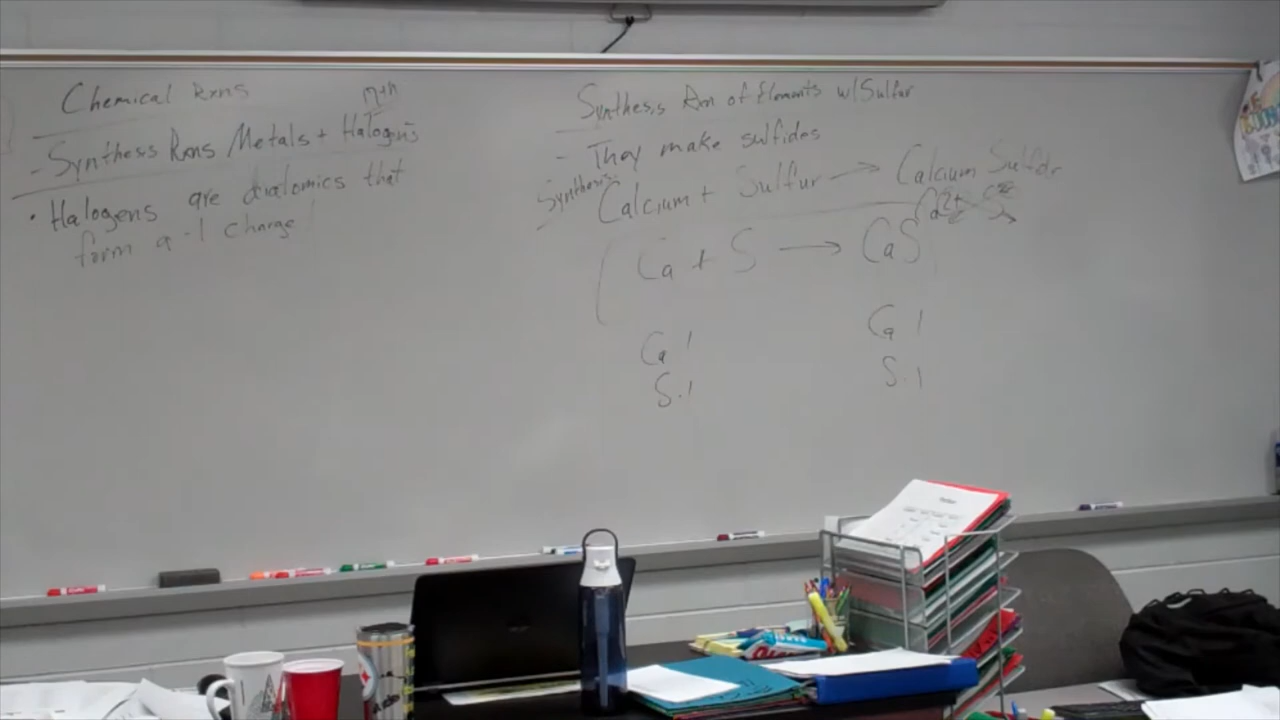 Chemical Rxns
17th
- Synthesis Rxns Metals + Halogens
• Halogens are diatomics that
form a -1 charge
Synthesis Rxn of Elements w/ Sulfur
- They make sulfides
Synthesis:
Calcium + Sulfur → Calcium Sulfide
Ca2+ S2-
Ca + S → CaS
Ca 1
S. 1
Ca 1
S. 1